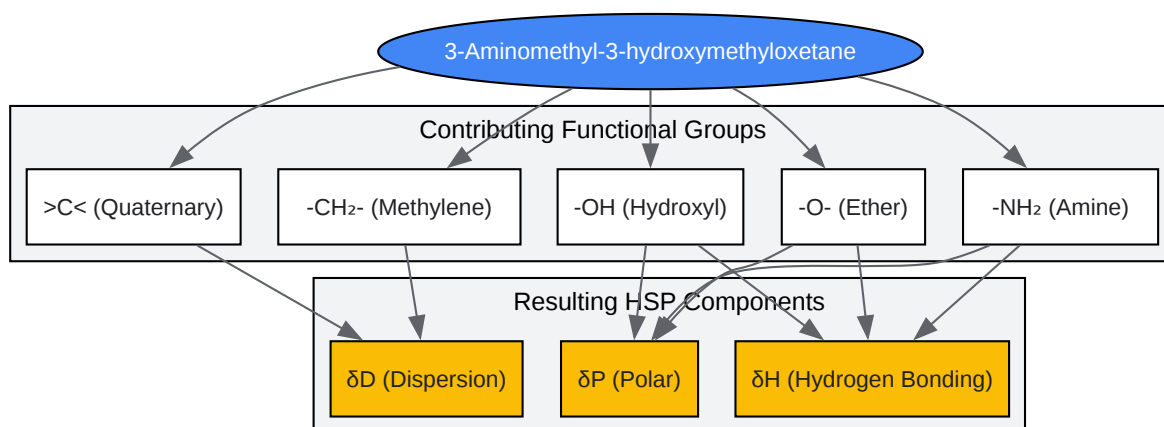 3-Aminomethyl-3-hydroxymethyloxetane
Contributing Functional Groups
>C< (Quaternary)
-CH₂- (Methylene)
-OH (Hydroxyl)
-O- (Ether)
-NH₂ (Amine)
Resulting HSP Components
δD (Dispersion)
δP (Polar)
δH (Hydrogen Bonding)